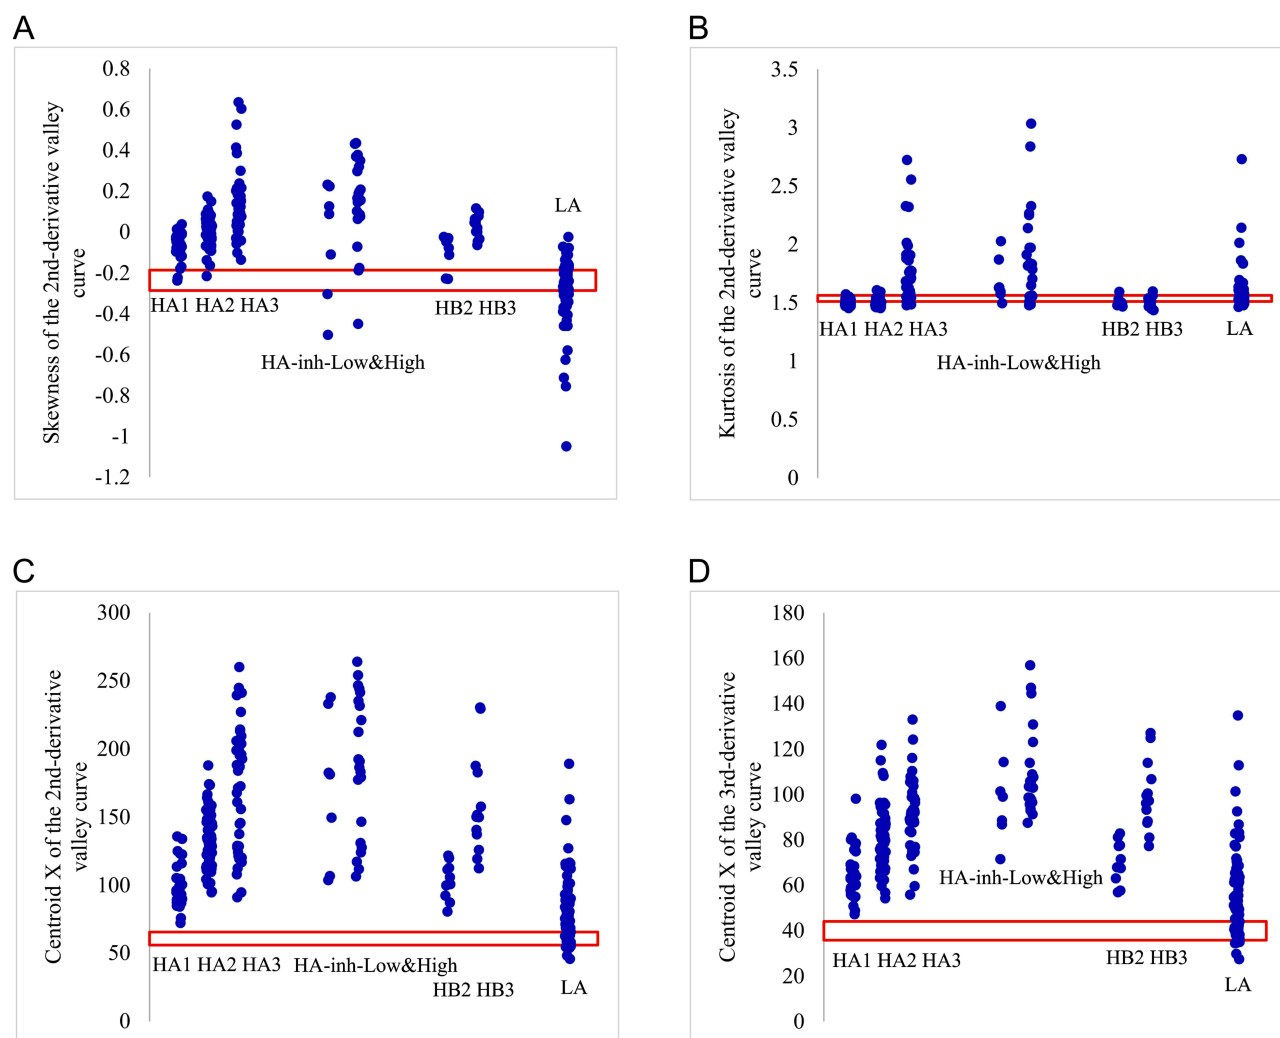 A
Skewness of the 2nd-derivative valley
curve
0.8
0.6
0.4
0.2
0
-0.2
-0.4
-0.6
-0.8
-1
-1.2
LA
HA1 HA2 HA3
HB2 HB3
HA-inh-Low&High
B
Kurtosis of the 2nd-derivative valley
curve
3.5
3
2.5
2
1.5
1
0.5
0
HA1 HA2 HA3
HB2 HB3
LA
HA-inh-Low&High
C
Centroid X of the 2nd-derivative
valley curve
300
250
200
150
100
50
0
HA1 HA2 HA3
HA-inh-Low&High
HB2 HB3
LA
D
Centroid X of the 3rd-derivative
valley curve
180
160
140
120
100
80
60
40
20
0
HA-inh-Low&High
HA1 HA2 HA3
HB2 HB3
LA